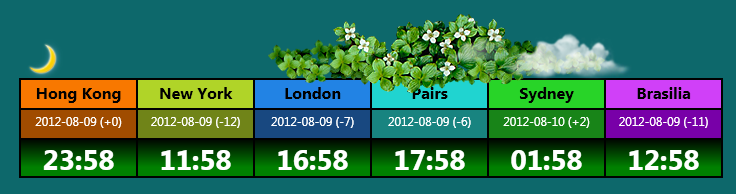 Hong Kong New York London Pairs Sydney Brasilia
2012-08-09 (+0) 2012-08-09 (-12) 2012-08-09 (-7) 2012-08-09 (-6) 2012-08-10 (+2) 2012-08-09 (-11)
23:58 11:58 16:58 17:58 01:58 12:58